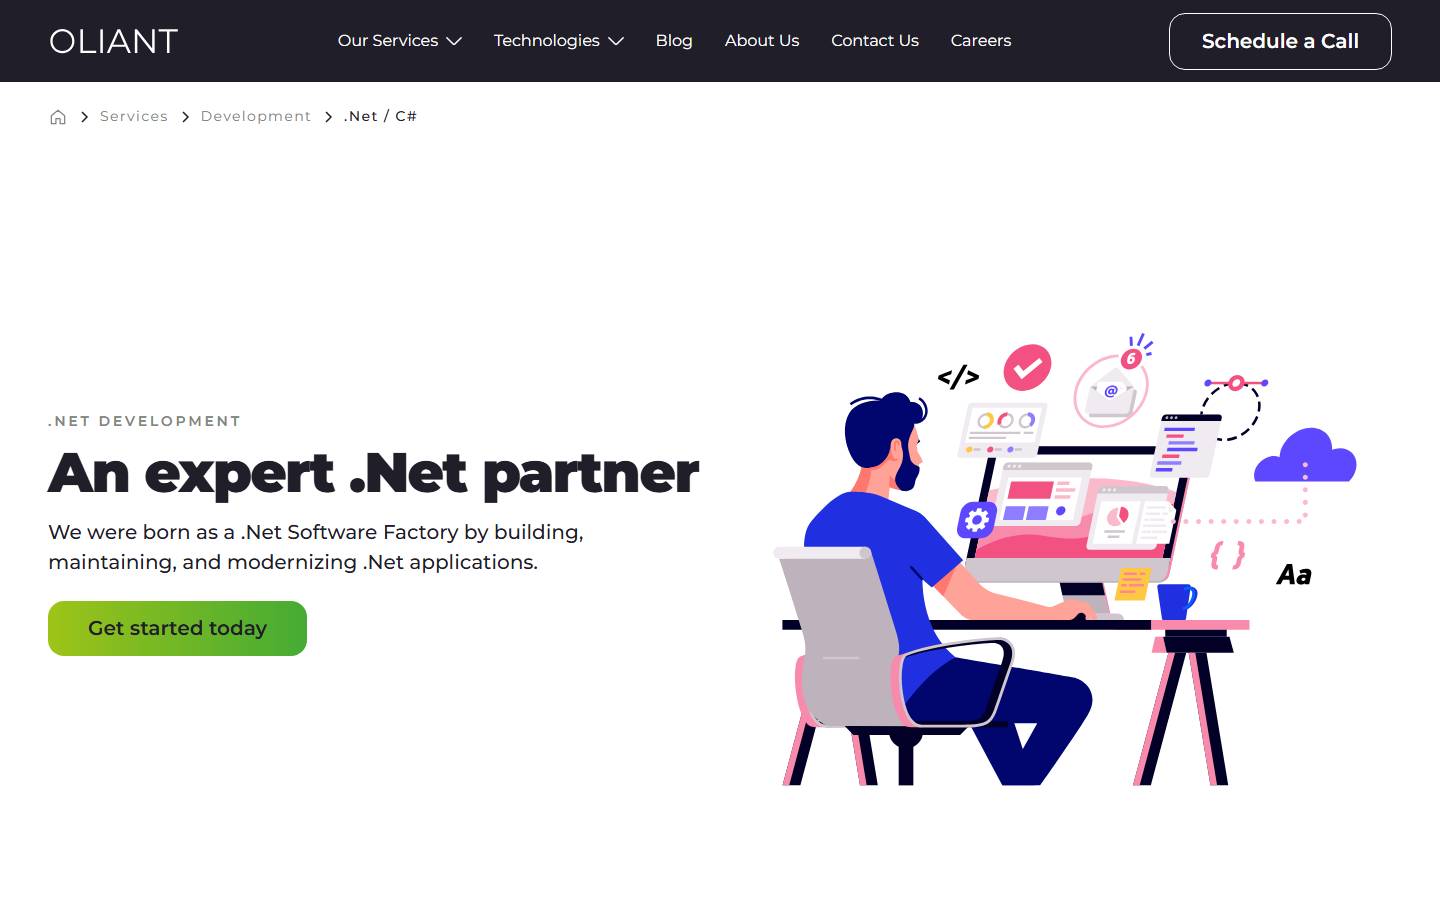 OLIANT
Our Services
Technologies
Blog
About Us
Contact Us
Careers
Schedule a Call
Services
Development
.Net / C#
.NET DEVELOPMENT
An expert .Net partner
We were born as a .Net Software Factory by building,
maintaining, and modernizing .Net applications.
Get started today
</>
6
@
{ }
Aa